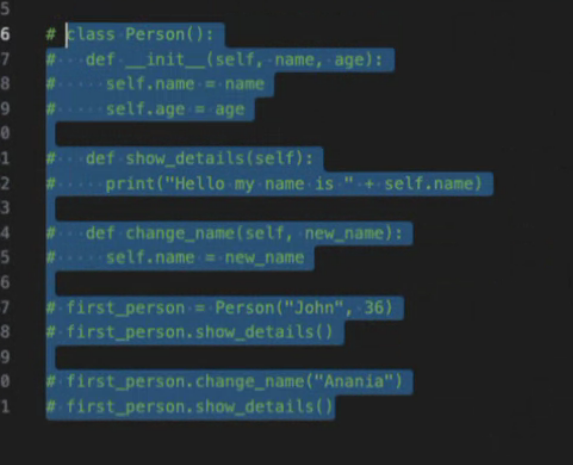 5
6 # class Person():
7 #   def __init__(self, name, age):
8 #     self.name = name
9 #     self.age = age
0
1 #   def show_details(self):
2 #     print("Hello my name is " + self.name)
3
4 #   def change_name(self, new_name):
5 #     self.name = new_name
6
7 # first_person = Person("John", 36)
8 # first_person.show_details()
9
0 # first_person.change_name("Anania")
1 # first_person.show_details()